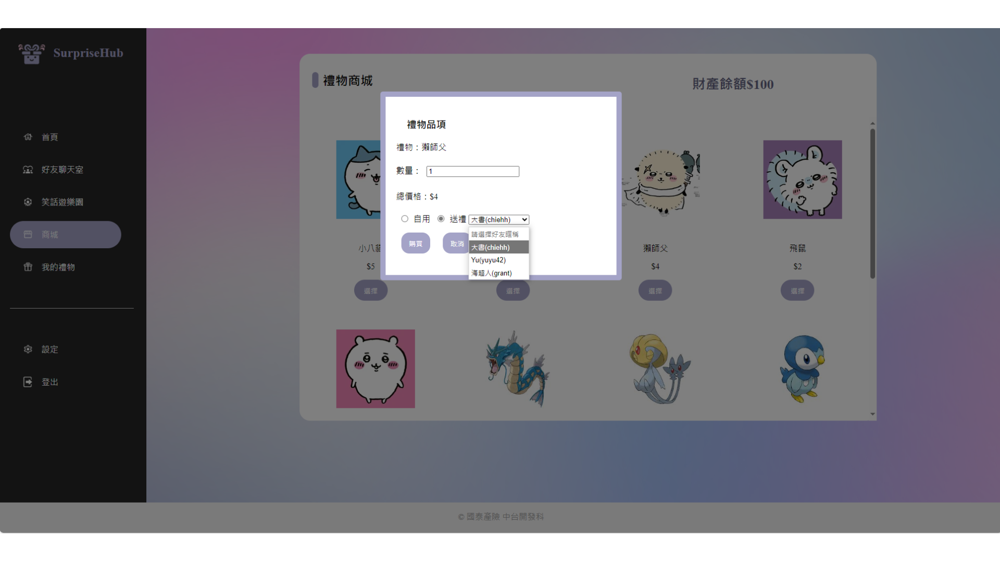 SurpriseHub
首頁
好友聊天室
笑話遊樂園
商城
我的禮物
設定
登出
禮物商城
財產餘額$100
禮物品項
禮物：獺師父
數量： 1
總價格：$4
自用 送禮 大書(chiehh)
請選擇好友暱稱
大書(chiehh)
Yu(yuyu42)
海超人(grant)
購買 取消
小八貓 獺師父 飛鼠
$5 $4 $2
選擇 選擇 選擇 選擇
© 國泰產險 中台開發科